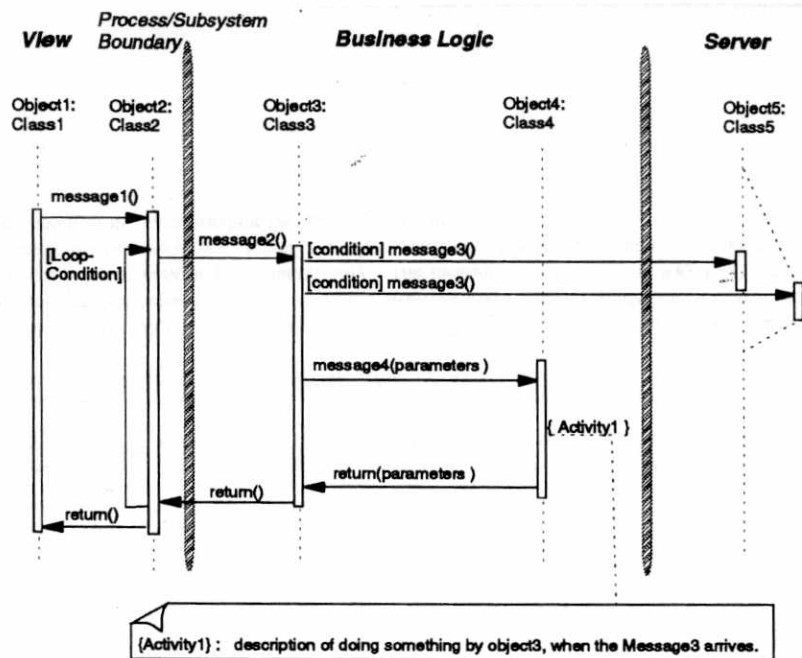 Process/Subsystem
View Boundary Business Logic Server
Object1: Object2: Object3: Object4: Object5:
Class1 Class2 Class3 Class4 Class5
message1()
message2()
[Loop-
Condition]
[condition] message3()
[condition] message3()
message4(parameters )
{ Activity1 }
return(parameters )
return()
return()
{Activity1} : description of doing something by object3, when the Message3 arrives.